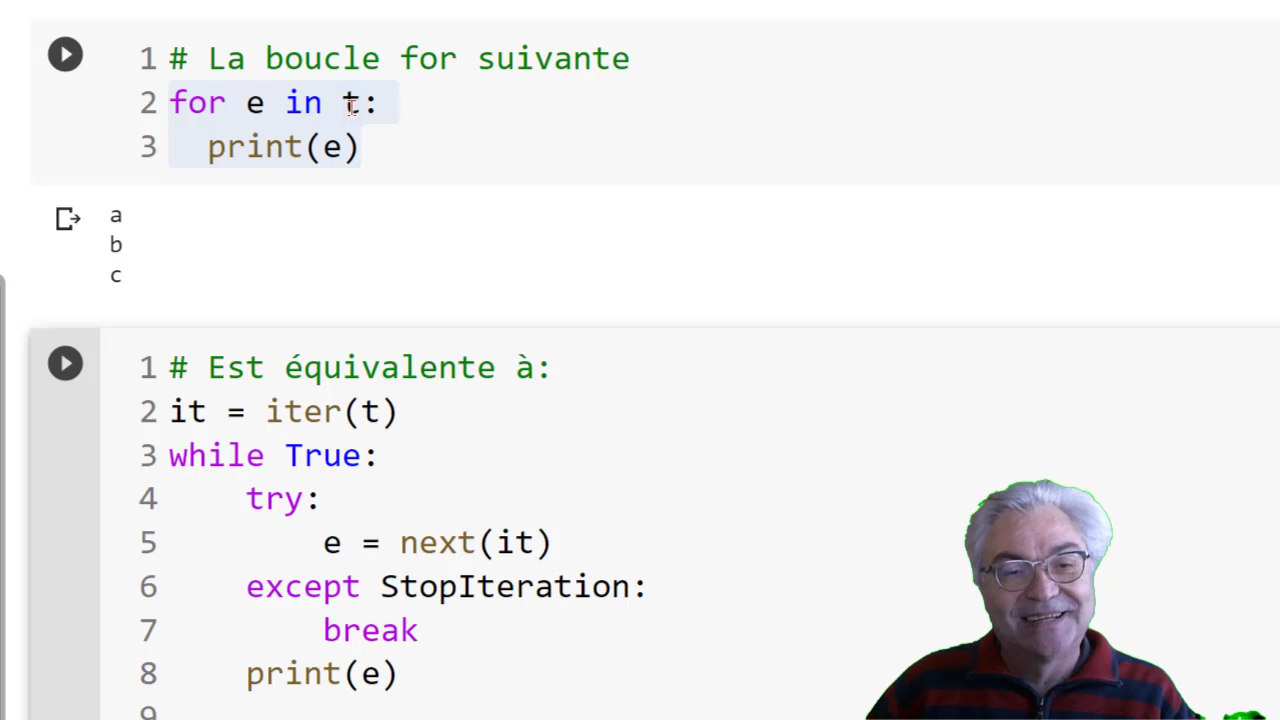 1 # La boucle for suivante
2 for e in t:
3   print(e)
a
b
c
1 # Est équivalente à:
2 it = iter(t)
3 while True:
4     try:
5         e = next(it)
6     except StopIteration:
7         break
8     print(e)
9